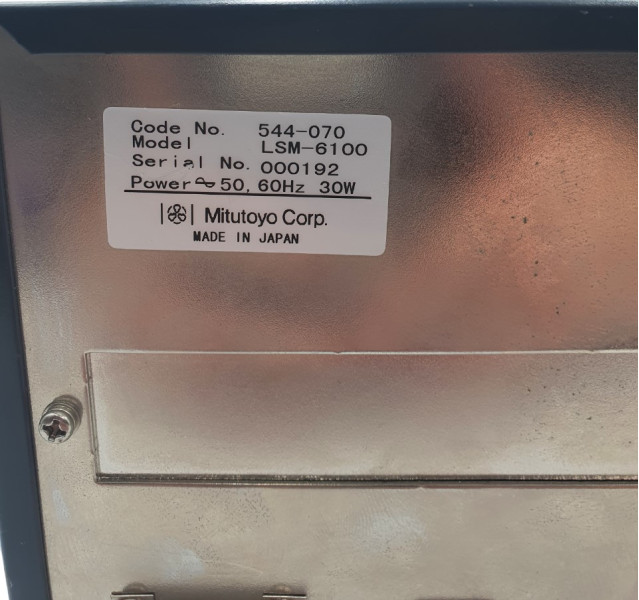 Code No. 544-070
Model LSM-6100
Serial No. 000192
Power ~ 50, 60Hz 30W
Mitutoyo Corp.
MADE IN JAPAN